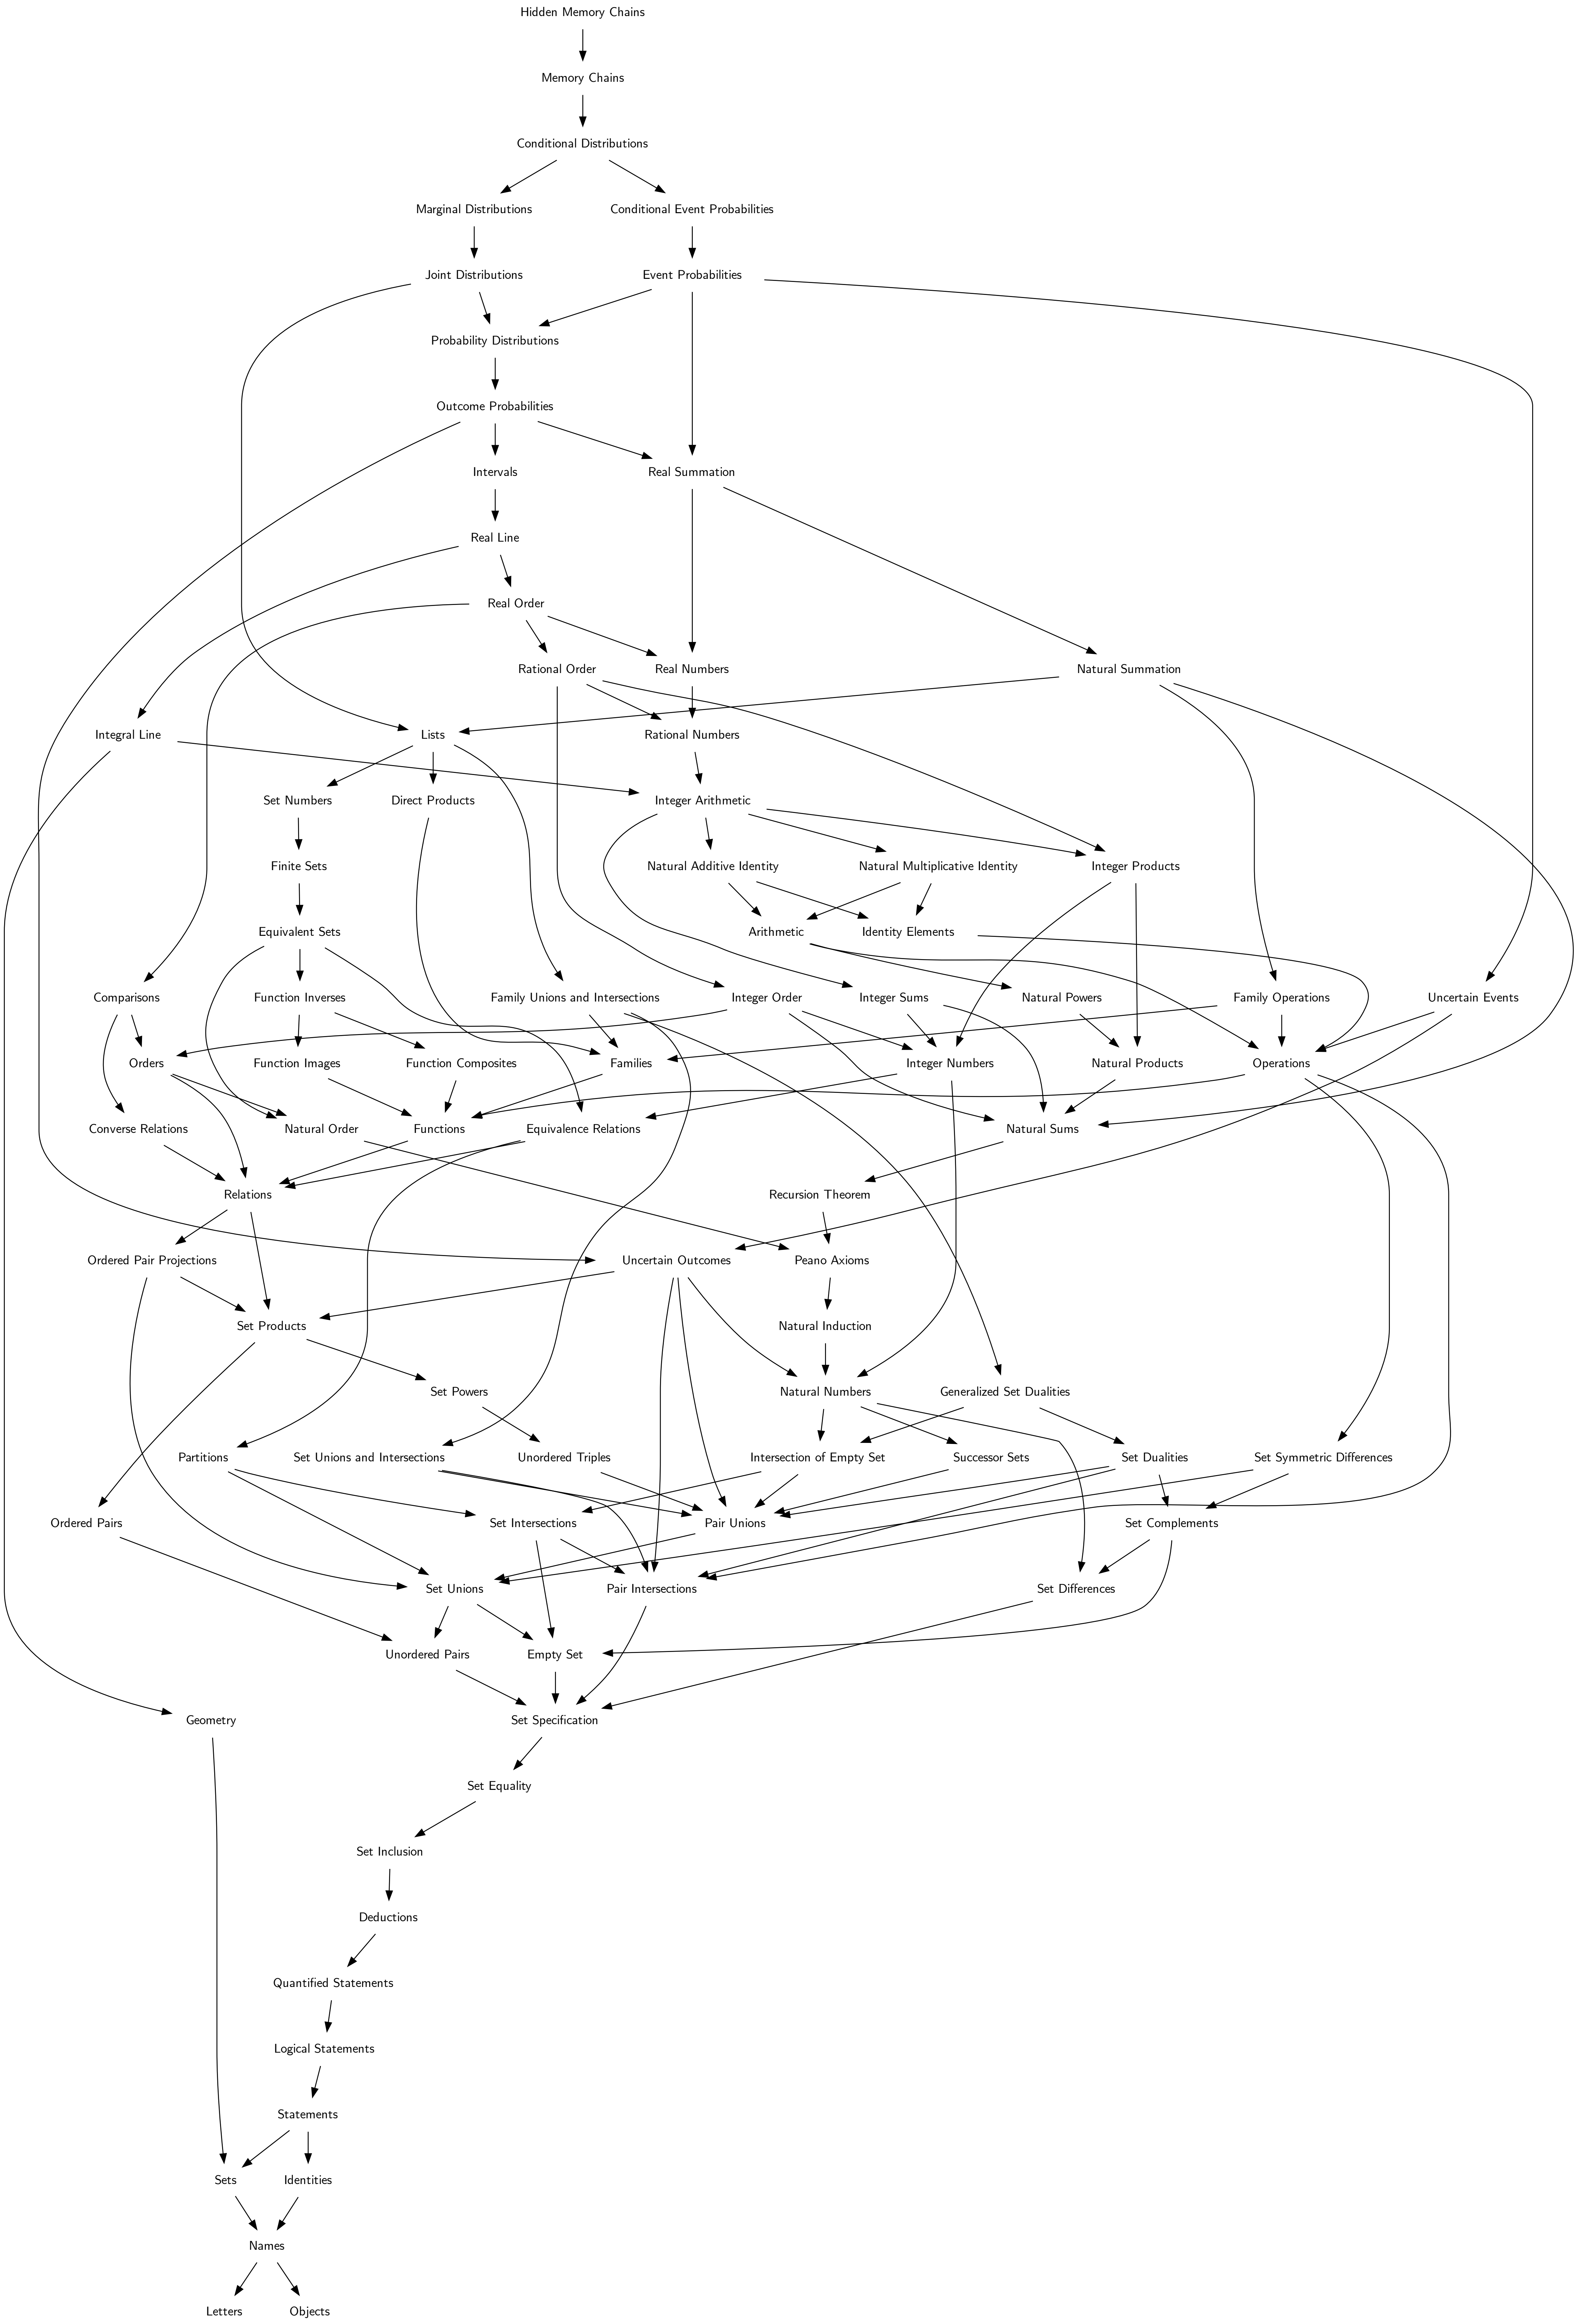 Hidden Memory Chains
Memory Chains
Conditional Distributions
Marginal Distributions
Conditional Event Probabilities
Joint Distributions
Event Probabilities
Probability Distributions
Outcome Probabilities
Intervals
Real Summation
Real Line
Real Order
Rational Order
Real Numbers
Natural Summation
Integral Line
Lists
Rational Numbers
Set Numbers
Direct Products
Integer Arithmetic
Finite Sets
Natural Additive Identity
Natural Multiplicative Identity
Integer Products
Equivalent Sets
Arithmetic
Identity Elements
Comparisons
Function Inverses
Family Unions and Intersections
Integer Order
Integer Sums
Natural Powers
Family Operations
Uncertain Events
Orders
Function Images
Function Composites
Families
Integer Numbers
Natural Products
Operations
Converse Relations
Natural Order
Functions
Equivalence Relations
Natural Sums
Relations
Recursion Theorem
Ordered Pair Projections
Uncertain Outcomes
Peano Axioms
Set Products
Natural Induction
Set Powers
Natural Numbers
Generalized Set Dualities
Partitions
Set Unions and Intersections
Unordered Triples
Intersection of Empty Set
Successor Sets
Set Dualities
Set Symmetric Differences
Ordered Pairs
Set Intersections
Pair Unions
Set Complements
Set Unions
Pair Intersections
Set Differences
Unordered Pairs
Empty Set
Geometry
Set Specification
Set Equality
Set Inclusion
Deductions
Quantified Statements
Logical Statements
Statements
Sets
Identities
Names
Letters
Objects